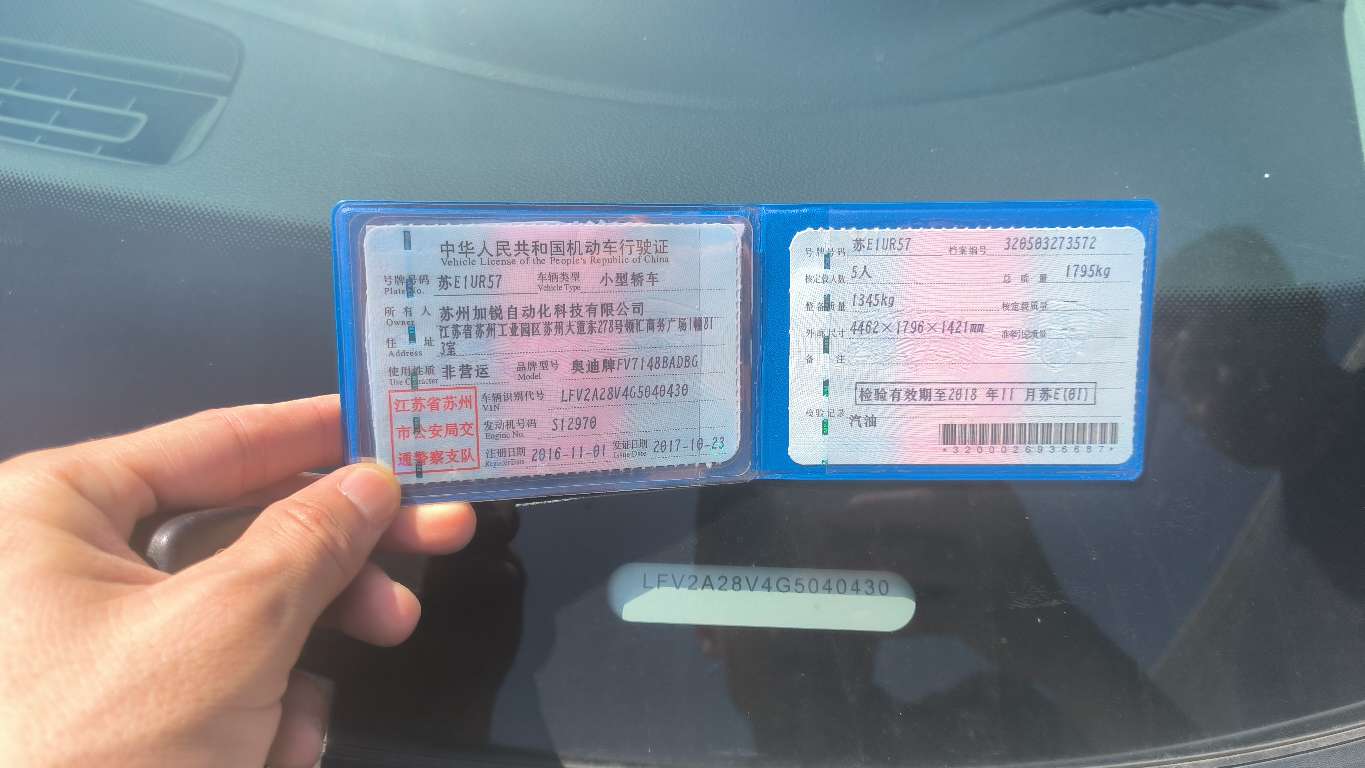 中华人民共和国机动车行驶证
Vehicle License of the People's Republic of China
号牌号码 苏E1UR57 车辆类型 小型轿车
Plate No. Vehicle Type
所有人 苏州加锐自动化科技有限公司
Owner
住址 江苏省苏州工业园区苏州大道东278号领汇商务广场1幢81
Address 3室
使用性质 非营运 品牌型号 奥迪牌FV7148BADBG
Use Character Model
江苏省苏州
市公安局交
通警察支队
车辆识别代号 LFV2A28V4G5040430
VIN
发动机号码 S12970
Engine No.
注册日期 2016-11-01 发证日期 2017-10-23
Register Date Issue Date
号牌号码 苏E1UR57 档案编号 320503273572
核定载人数 5人 总质量 1795kg
整备质量 1345kg 核定载质量 --
外廓尺寸 4462×1796×1421mm 准牵引总质量 --
备注
检验有效期至2018年11月苏E(01)
检验记录 汽油
*3200026936687*
LFV2A28V4G5040430